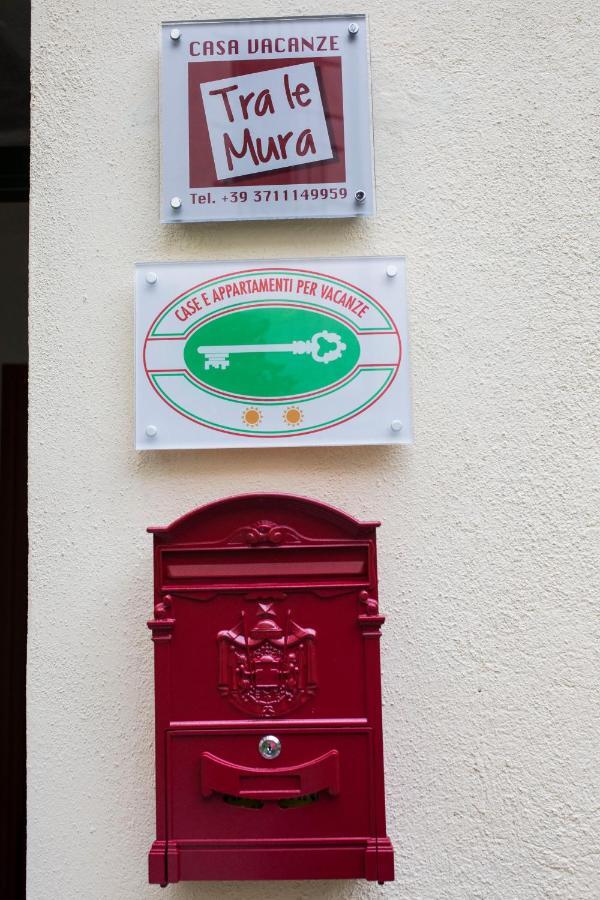 CASA VACANZE
Tra le
Mura
Tel. +39 3711149959
CASE E APPARTAMENTI PER VACANZE